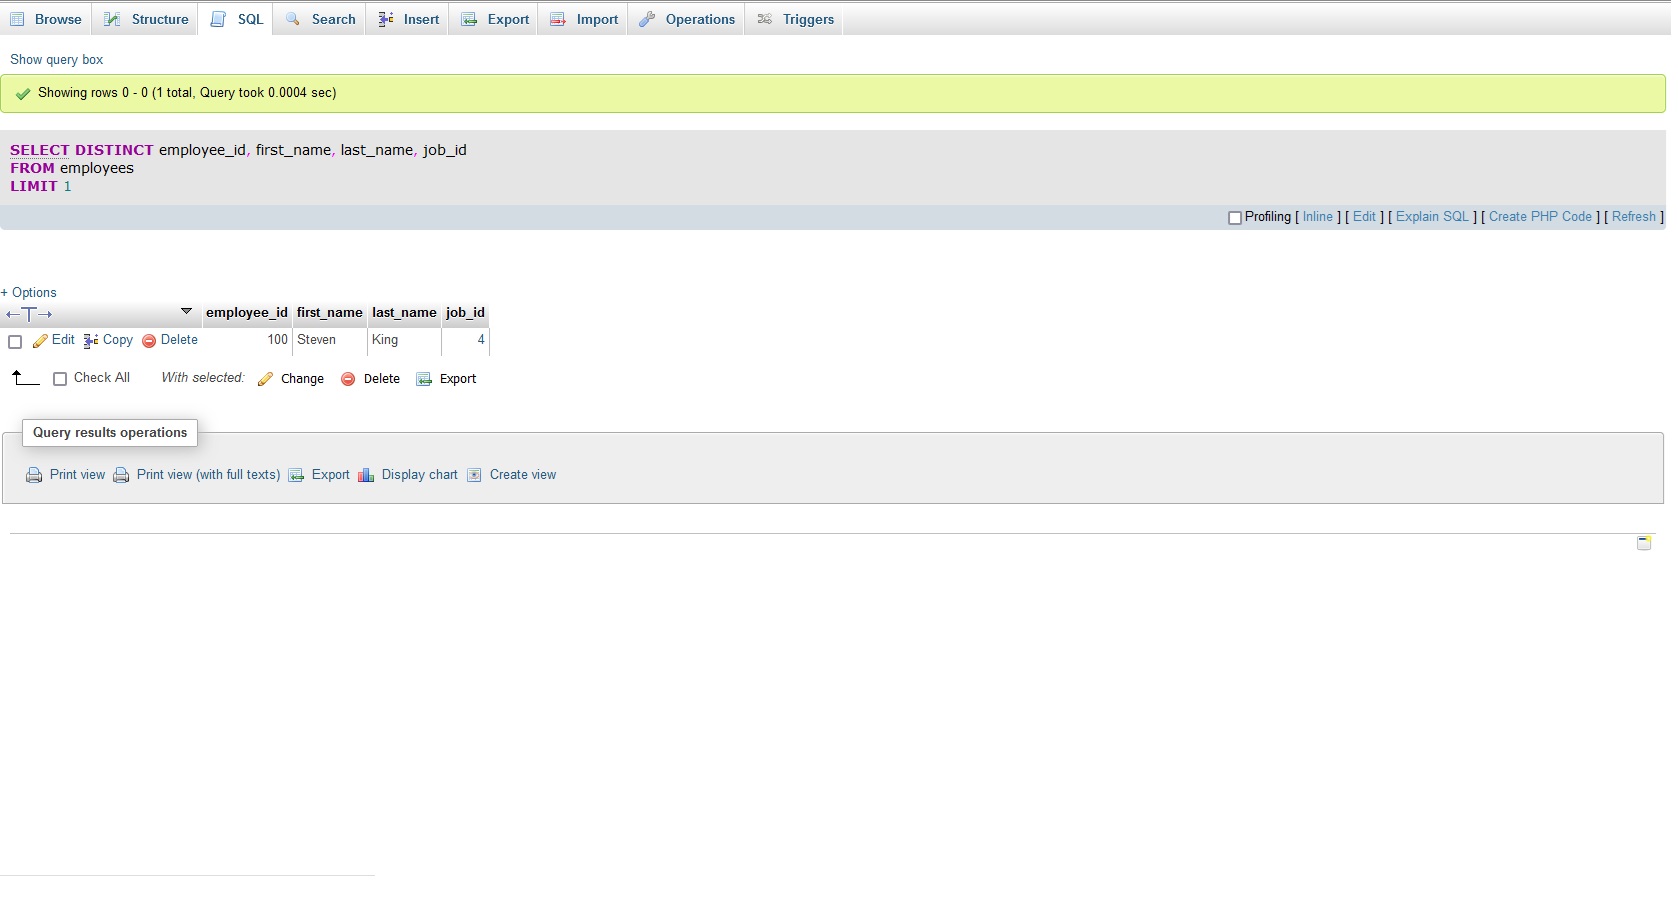 Browse Structure SQL Search Insert Export Import Operations Triggers
Show query box
Showing rows 0 - 0 (1 total, Query took 0.0004 sec)
SELECT DISTINCT employee_id, first_name, last_name, job_id
FROM employees
LIMIT 1
Profiling [ Inline ] [ Edit ] [ Explain SQL ] [ Create PHP Code ] [ Refresh ]
+ Options
←T→ employee_id first_name last_name job_id
Edit Copy Delete 100 Steven King 4
Check All With selected: Change Delete Export
Query results operations
Print view Print view (with full texts) Export Display chart Create view